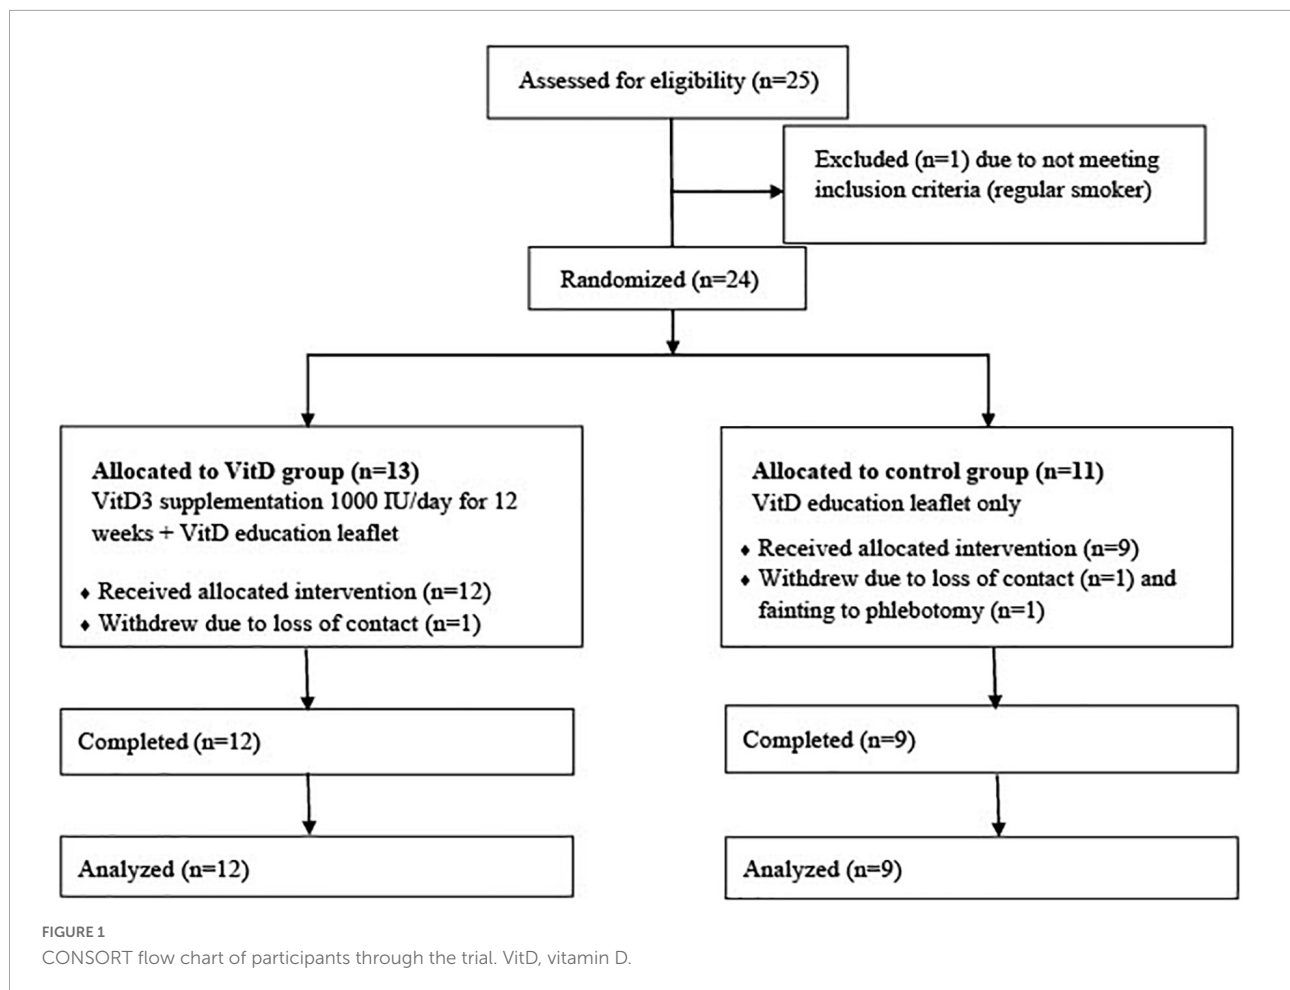 Assessed for eligibility (n=25)
Excluded (n=1) due to not meeting
inclusion criteria (regular smoker)
Randomized (n=24)
Allocated to VitD group (n=13)
VitD3 supplementation 1000 IU/day for 12
weeks + VitD education leaflet
♦ Received allocated intervention (n=12)
♦ Withdrew due to loss of contact (n=1)
Allocated to control group (n=11)
VitD education leaflet only
♦ Received allocated intervention (n=9)
♦ Withdrew due to loss of contact (n=1) and
fainting to phlebotomy (n=1)
Completed (n=12)
Completed (n=9)
Analyzed (n=12)
Analyzed (n=9)
FIGURE 1
CONSORT flow chart of participants through the trial. VitD, vitamin D.